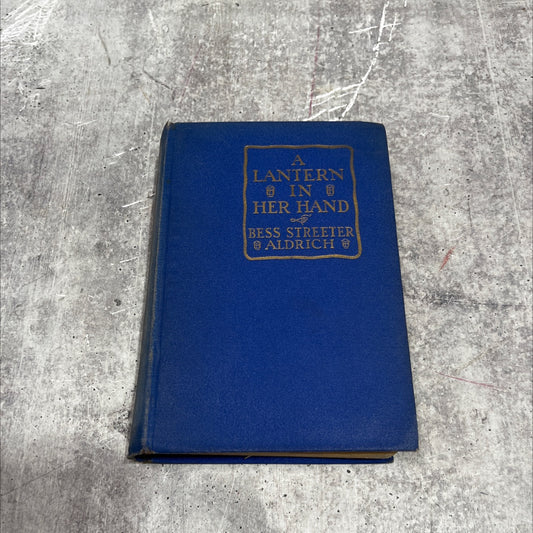 A
LANTERN
IN
HER HAND
BESS STREETER
ALDRICH